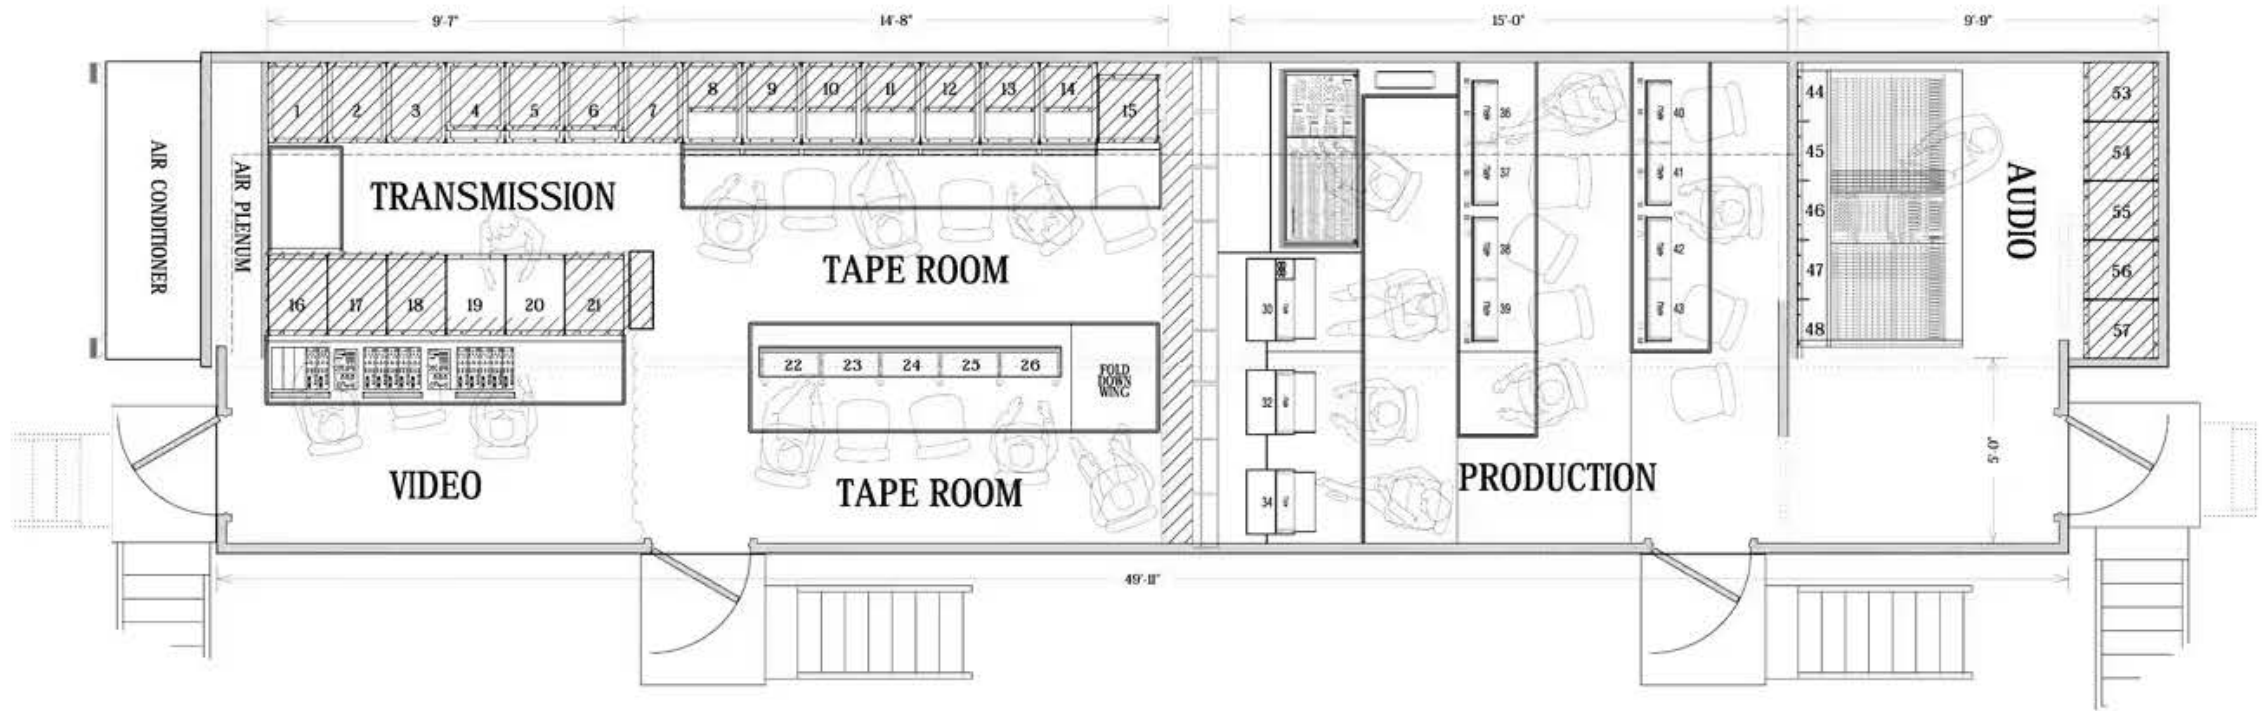 9'-7"
14'-8"
15'-0"
9'-9"
1 2 3 4 5 6 7 8 9 10 11 12 13 14 15
36
37
38
39
40
41
42
43
44
45
46
47
48
53
54
55
56
57
AIR CONDITIONER
AIR PLENUM
TRANSMISSION
TAPE ROOM
AUDIO
16 17 18 19 20 21
30
32
34
22 23 24 25 26
FOLD
DOWN
WING
VIDEO
TAPE ROOM
PRODUCTION
5'-0"
49'-11"